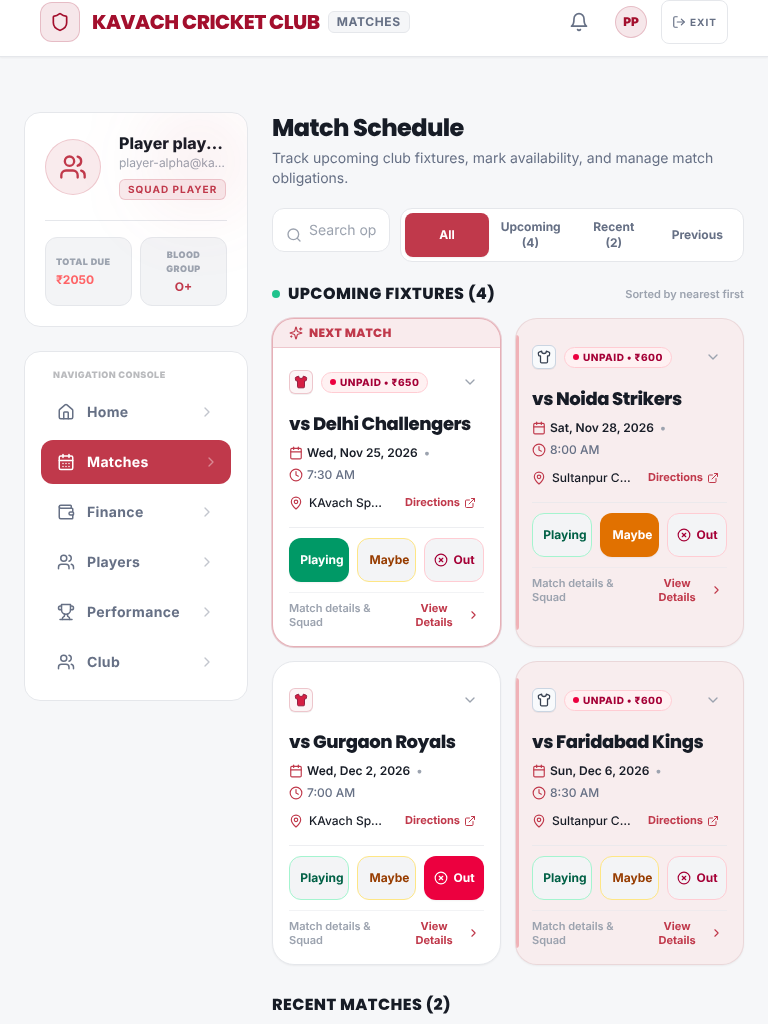 KAVACH CRICKET CLUB MATCHES
PP
EXIT
Player play...
player-alpha@ka...
SQUAD PLAYER
TOTAL DUE
₹2050
BLOOD
GROUP
O+
NAVIGATION CONSOLE
Home
Matches
Finance
Players
Performance
Club
Match Schedule
Track upcoming club fixtures, mark availability, and manage match
obligations.
Search op
All
Upcoming
(4)
Recent
(2)
Previous
UPCOMING FIXTURES (4)
Sorted by nearest first
NEXT MATCH
UNPAID • ₹650
vs Delhi Challengers
Wed, Nov 25, 2026 •
7:30 AM
KAvach Sp... Directions
Playing Maybe Out
Match details &
Squad
View
Details
UNPAID • ₹600
vs Noida Strikers
Sat, Nov 28, 2026 •
8:00 AM
Sultanpur C... Directions
Playing Maybe Out
Match details &
Squad
View
Details
vs Gurgaon Royals
Wed, Dec 2, 2026 •
7:00 AM
KAvach Sp... Directions
Playing Maybe Out
Match details &
Squad
View
Details
UNPAID • ₹600
vs Faridabad Kings
Sun, Dec 6, 2026 •
8:30 AM
Sultanpur C... Directions
Playing Maybe Out
Match details &
Squad
View
Details
RECENT MATCHES (2)